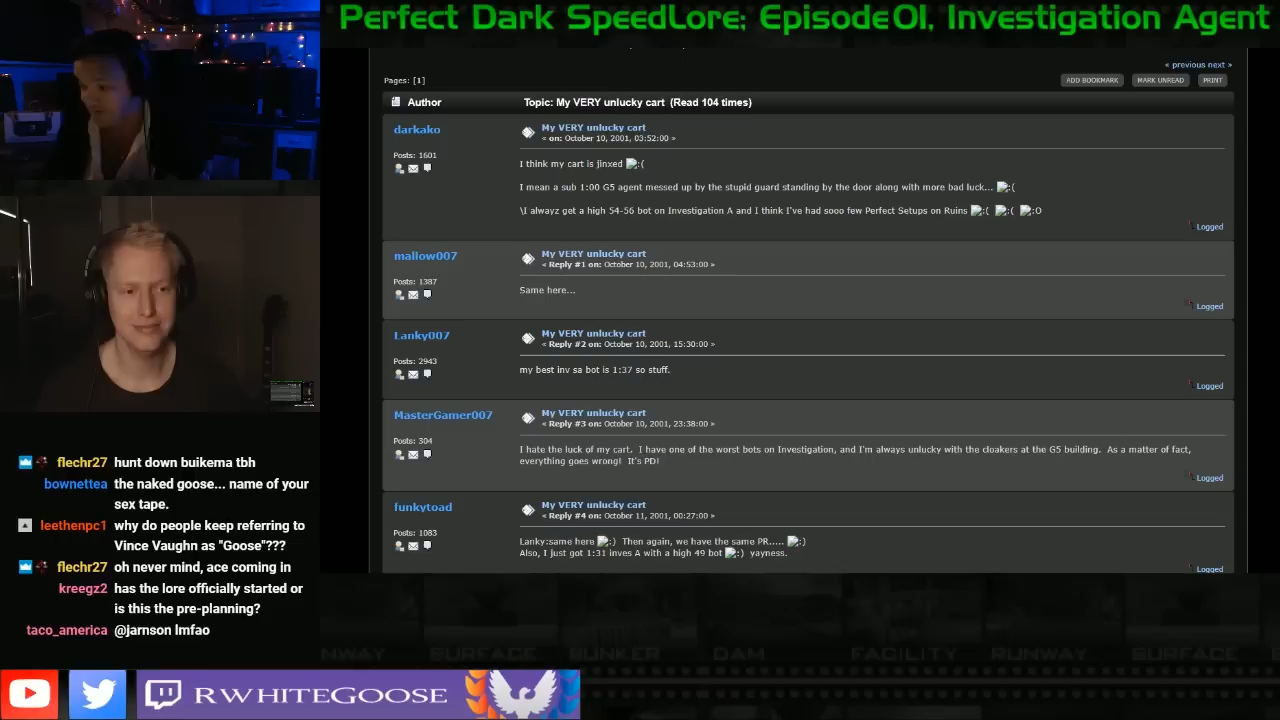 Perfect Dark SpeedLore; Episode01, Investigation Agent
« previous next »
Pages: [1]
ADD BOOKMARK MARK UNREAD PRINT
Author Topic: My VERY unlucky cart (Read 104 times)
darkako
Posts: 1601
My VERY unlucky cart
« on: October 10, 2001, 03:52:00 »
I think my cart is jinxed :(
I mean a sub 1:00 G5 agent messed up by the stupid guard standing by the door along with more bad luck... :(
\I alwayz get a high 54-56 bot on Investigation A and I think I've had sooo few Perfect Setups on Ruins :( :( :O
Logged
mallow007
Posts: 1387
My VERY unlucky cart
« Reply #1 on: October 10, 2001, 04:53:00 »
Same here...
Logged
Lanky007
Posts: 2943
My VERY unlucky cart
« Reply #2 on: October 10, 2001, 15:30:00 »
my best inv sa bot is 1:37 so stuff.
Logged
MasterGamer007
Posts: 304
My VERY unlucky cart
« Reply #3 on: October 10, 2001, 23:38:00 »
I hate the luck of my cart. I have one of the worst bots on Investigation, and I'm always unlucky with the cloakers at the G5 building. As a matter of fact,
everything goes wrong! It's PD!
Logged
funkytoad
Posts: 1083
My VERY unlucky cart
« Reply #4 on: October 11, 2001, 00:27:00 »
Lanky:same here :) Then again, we have the same PR..... :)
Also, I just got 1:31 inves A with a high 49 bot :) yayness.
Logged
flechr27 hunt down buikema tbh
bownettea the naked goose... name of your
sex tape.
leethenpc1 why do people keep referring to
Vince Vaughn as "Goose"???
flechr27 oh never mind, ace coming in
kreegz2 has the lore officially started or
is this the pre-planning?
taco_america @jarnson lmfao
NWAY SURFACE BUNKER DAM FACILITY RUNWAY SURFACE
RWHITEGOOSE